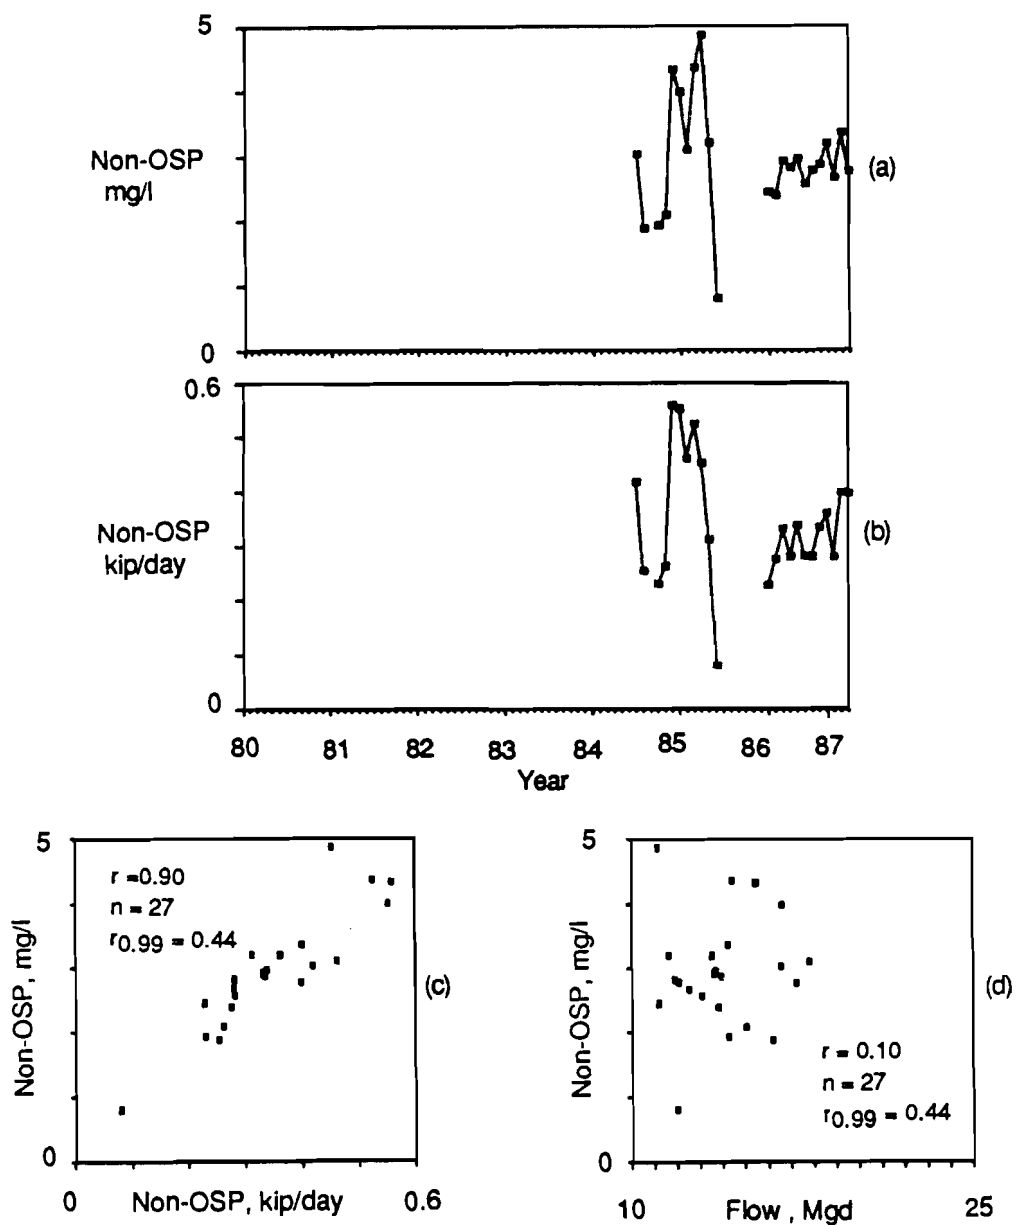 5
Non-OSP
mg/l
(a)
0
0.6
Non-OSP
kip/day
(b)
0
80 81 82 83 84 85 86 87
Year
5
r =0.90
n = 27
r0.99 = 0.44
Non-OSP, mg/l
(c)
0
0 Non-OSP, kip/day 0.6
5
Non-OSP, mg/l
(d)
r = 0.10
n = 27
r0.99 = 0.44
0
10 Flow , Mgd 25